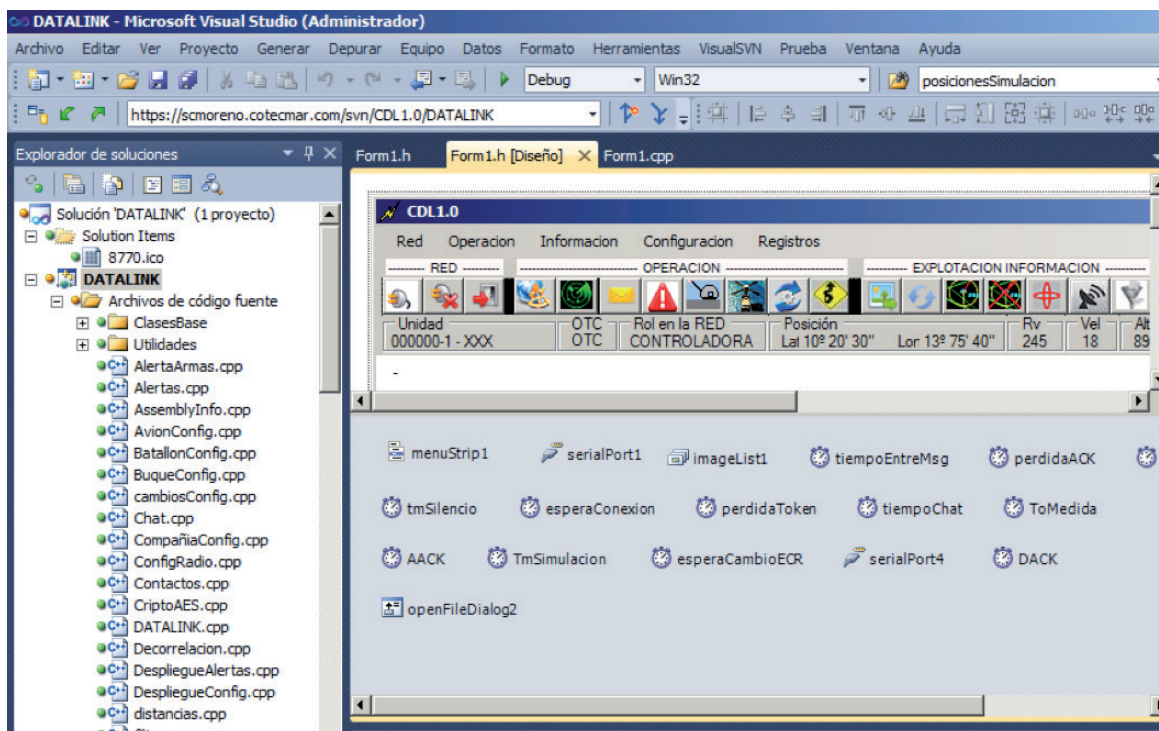 DATALINK - Microsoft Visual Studio (Administrador)
Archivo Editar Ver Proyecto Generar Depurar Equipo Datos Formato Herramientas VisualSVN Prueba Ventana Ayuda
Debug Win32 posicionesSimulacion
https://scmoreno.cotecmar.com/svn/CDL1.0/DATALINK
Explorador de soluciones
Solución 'DATALINK' (1 proyecto)
Solution Items
8770.ico
DATALINK
Archivos de código fuente
ClasesBase
Utilidades
AlertaArmas.cpp
Alertas.cpp
AssemblyInfo.cpp
AvionConfig.cpp
BatallonConfig.cpp
BuqueConfig.cpp
cambiosConfig.cpp
Chat.cpp
CompañiaConfig.cpp
ConfigRadio.cpp
Contactos.cpp
CriptoAES.cpp
DATALINK.cpp
Decorrelacion.cpp
DespliegueAlertas.cpp
DespliegueConfig.cpp
distancias.cpp
Form1.h Form1.h [Diseño] Form1.cpp
CDL1.0
Red Operacion Informacion Configuracion Registros
RED OPERACION EXPLOTACION INFORMACION
Unidad OTC Rol en la RED Posición Rv Vel Alt
000000-1 - XXX OTC CONTROLADORA Lat 10º 20' 30" Lon 13º 75' 40" 245 18 89
-
menuStrip1 serialPort1 imageList1 tiempoEntreMsg perdidaACK
tmSilencio esperaConexion perdidaToken tiempoChat ToMedida
AACK TmSimulacion esperaCambioECR serialPort4 DACK
openFileDialog2